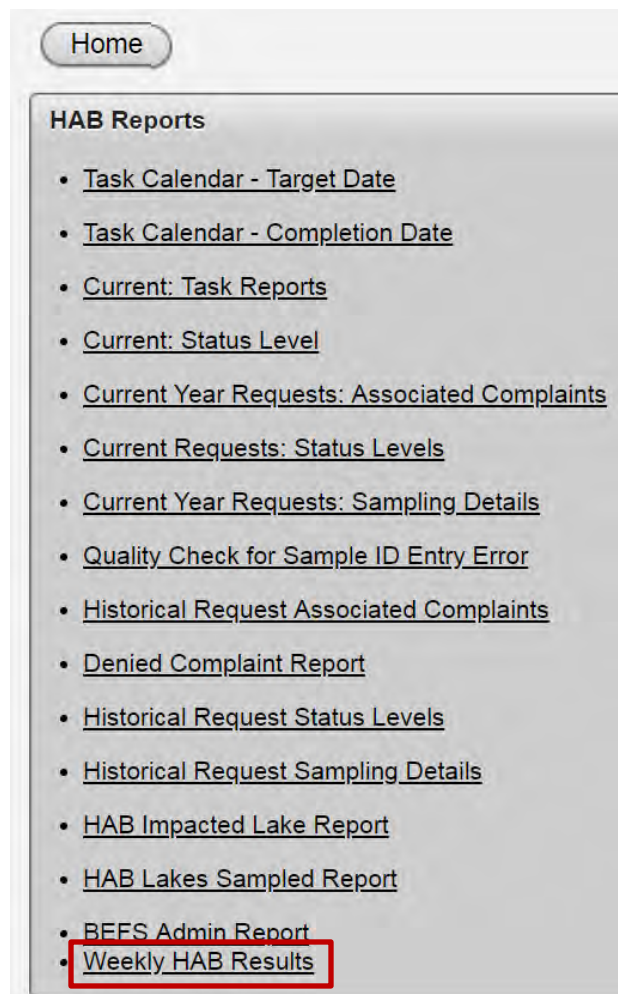 Home
HAB Reports
Task Calendar - Target Date
Task Calendar - Completion Date
Current: Task Reports
Current: Status Level
Current Year Requests: Associated Complaints
Current Requests: Status Levels
Current Year Requests: Sampling Details
Quality Check for Sample ID Entry Error
Historical Request Associated Complaints
Denied Complaint Report
Historical Request Status Levels
Historical Request Sampling Details
HAB Impacted Lake Report
HAB Lakes Sampled Report
BEFS Admin Report
Weekly HAB Results